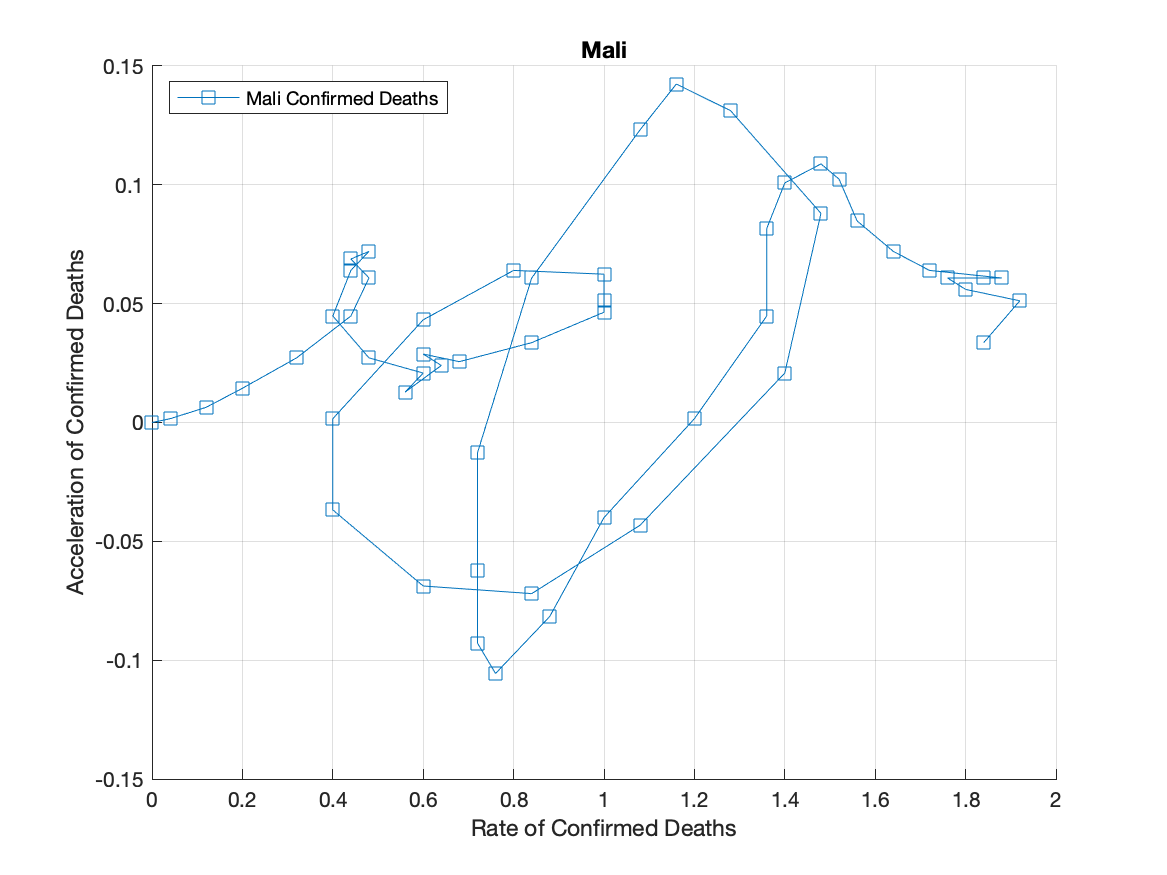 Mali
0.15
0.1
0.05
0
-0.05
-0.1
-0.15
Acceleration of Confirmed Deaths
Mali Confirmed Deaths
0 0.2 0.4 0.6 0.8 1 1.2 1.4 1.6 1.8 2
Rate of Confirmed Deaths